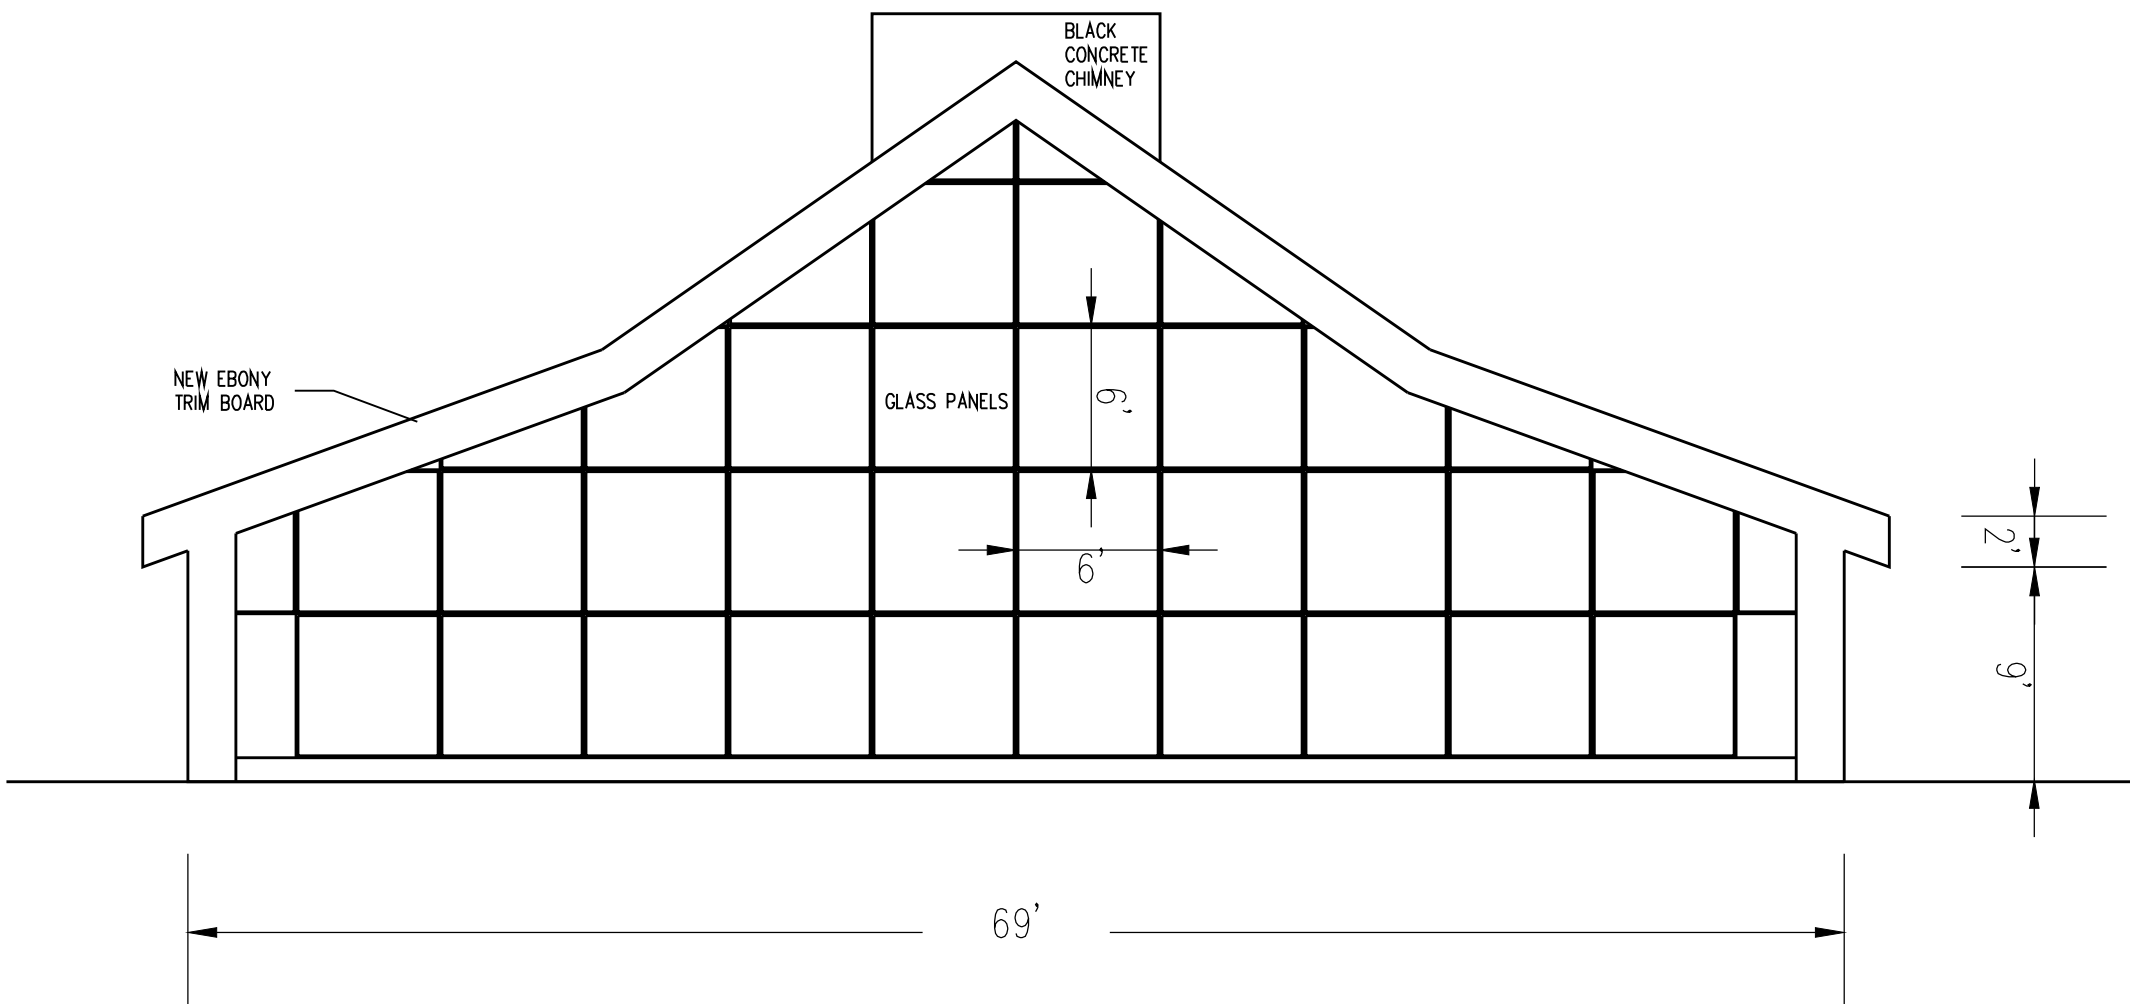 BLACK
CONCRETE
CHIMNEY
NEW EBONY
TRIM BOARD
GLASS PANELS
6'
6'
2'
9'
69'